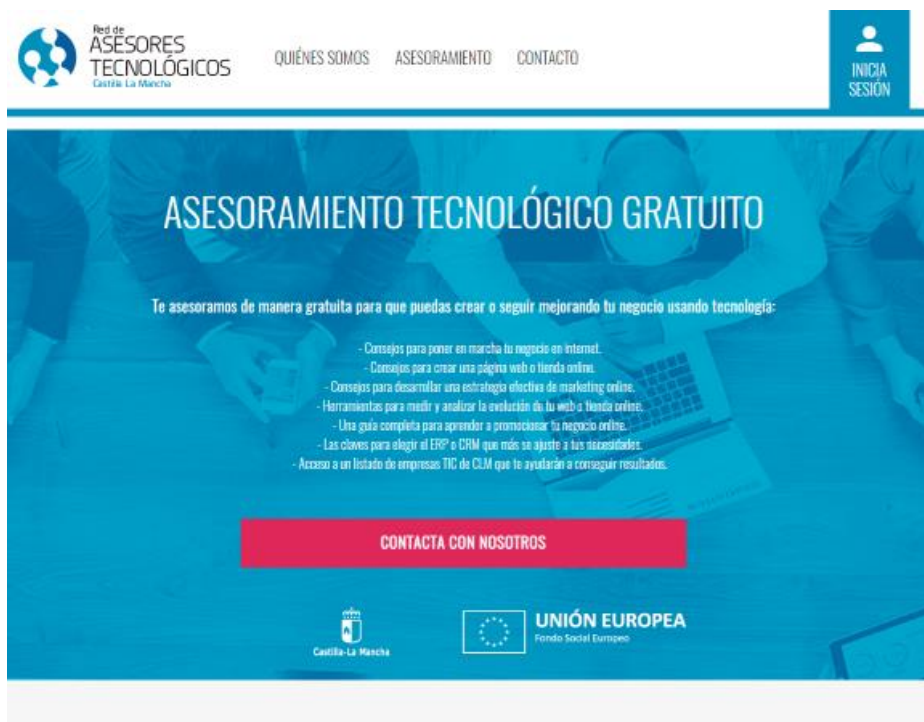 Red de
ASESORES
TECNOLÓGICOS
Castilla La Mancha
QUIÉNES SOMOS ASESORAMIENTO CONTACTO
INICIA
SESIÓN
ASESORAMIENTO TECNOLÓGICO GRATUITO
Te asesoramos de manera gratuita para que puedas crear o seguir mejorando tu negocio usando tecnología:
- Consejos para poner en marcha tu negocio en internet.
- Consejos para crear una página web o tienda online.
- Consejos para desarrollar una estrategia efectiva de marketing online.
- Herramientas para medir y analizar la evolución de tu web o tienda online.
- Una guía completa para aprender a promocionar tu negocio online.
- Las claves para elegir el ERP o CRM que más se ajuste a tus necesidades.
- Acceso a un listado de empresas TIC de CLM que te ayudarán a conseguir resultados.
CONTACTA CON NOSOTROS
Castilla-La Mancha
UNIÓN EUROPEA
Fondo Social Europeo